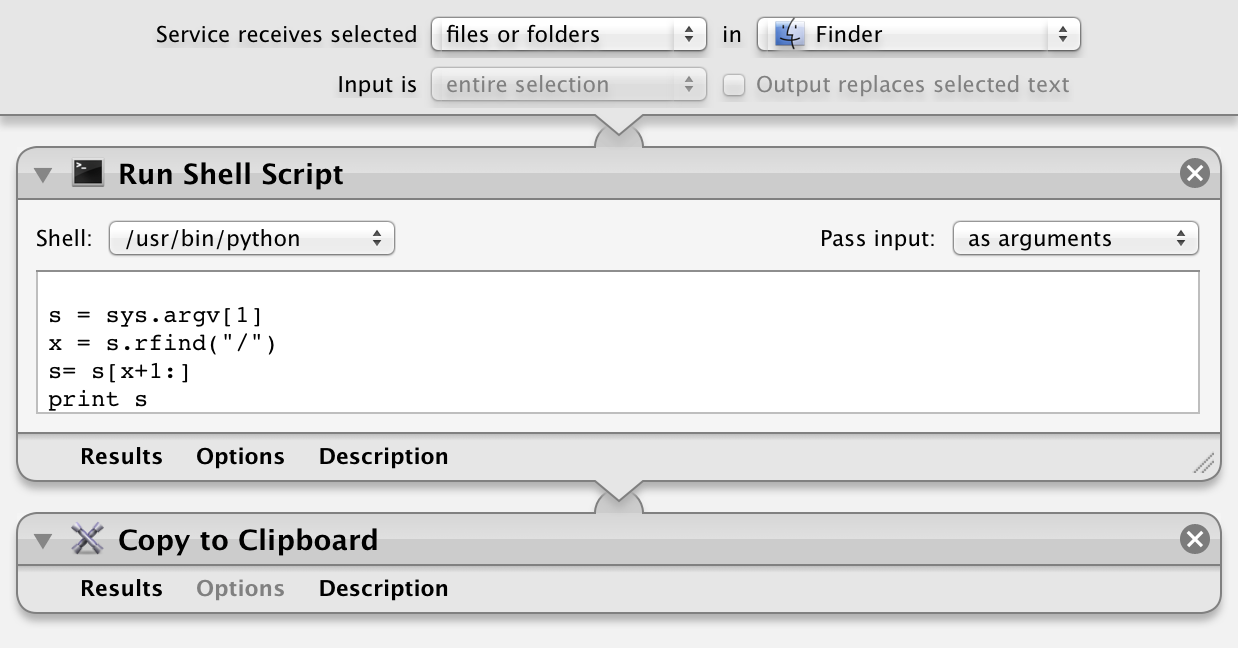 Service receives selected files or folders in Finder
Input is entire selection Output replaces selected text
Run Shell Script
Shell: /usr/bin/python Pass input: as arguments
s = sys.argv[1]
x = s.rfind("/")
s= s[x+1:]
print s
Results Options Description
Copy to Clipboard
Results Options Description